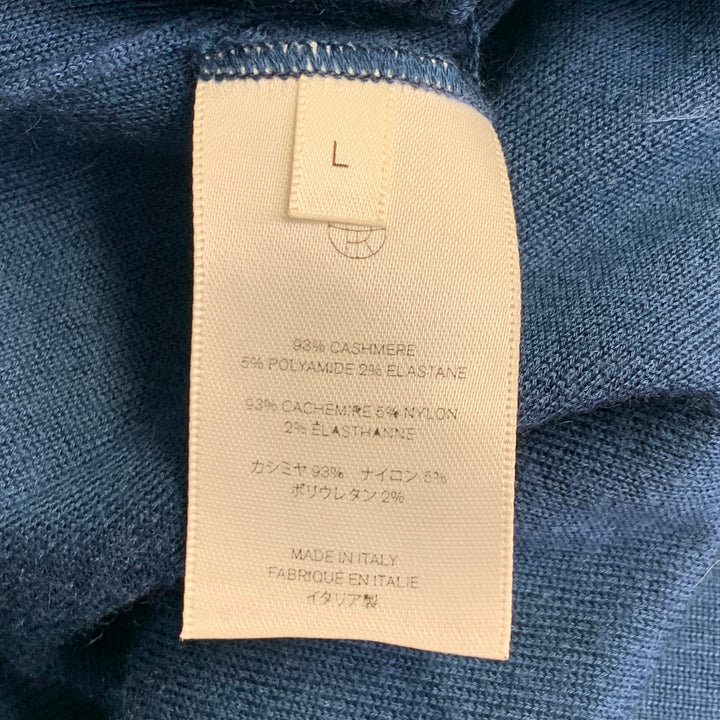 L
93% CASHMERE
5% POLYAMIDE 2% ELASTANE
93% CACHEMIRE 5% NYLON
2% ÉLASTHANNE
カシミヤ 93% ナイロン 5%
ポリウレタン 2%
MADE IN ITALY
FABRIQUE EN ITALIE
イタリア製